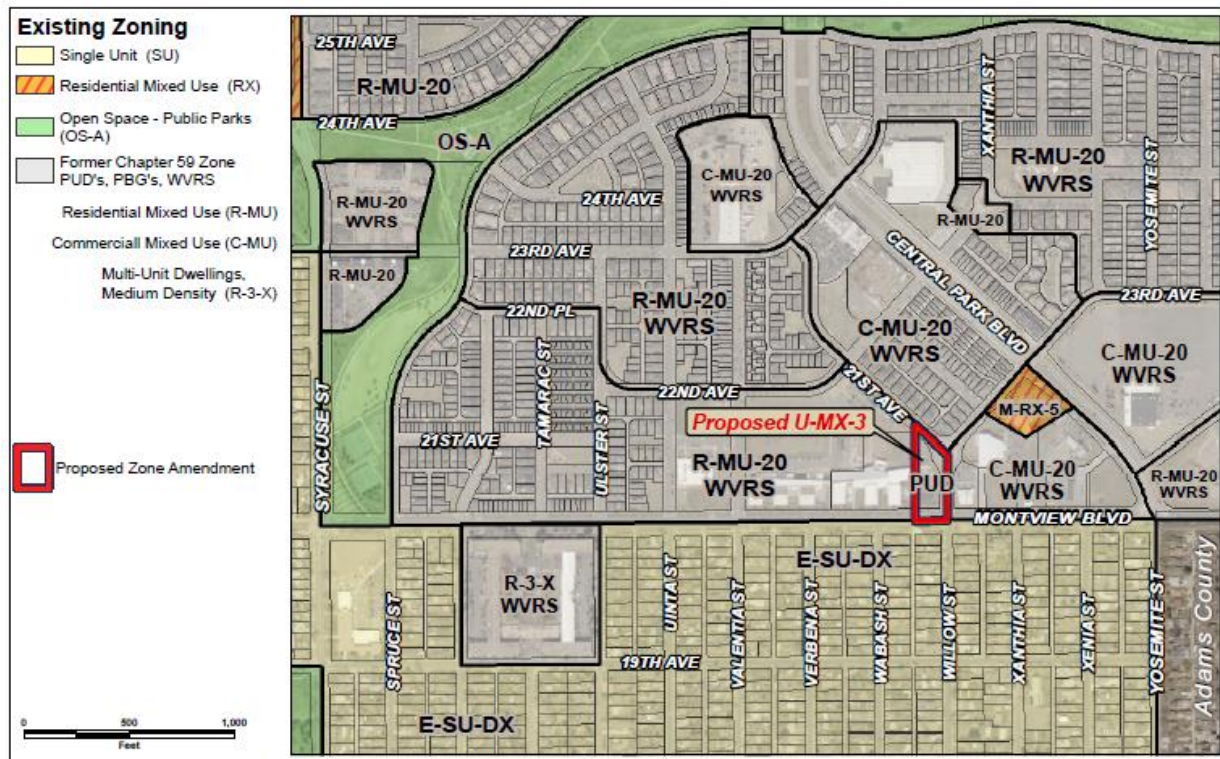 Existing Zoning
Single Unit (SU)
Residential Mixed Use (RX)
Open Space - Public Parks
(OS-A)
Former Chapter 59 Zone
PUD's, PBG's, WVRS
Residential Mixed Use (R-MU)
Commerciall Mixed Use (C-MU)
Multi-Unit Dwellings,
Medium Density (R-3-X)
Proposed Zone Amendment
0 500 1,000
Feet
25TH AVE
R-MU-20
24TH AVE
OS-A
R-MU-20
WVRS
R-MU-20
SYRACUSE ST
24TH AVE
23RD AVE
22ND PL
TAMARAC ST
ULSTER ST
21ST AVE
C-MU-20
WVRS
R-MU-20
WVRS
22ND AVE
XANTHIA ST
R-MU-20
WVRS
YOSEMITE ST
R-MU-20
CENTRAL PARK BLVD
23RD AVE
C-MU-20
WVRS
21ST AVE
C-MU-20
WVRS
M-RX-5
Proposed U-MX-3
R-MU-20
WVRS
PUD
C-MU-20
WVRS
R-MU-20
WVRS
MONTVIEW BLVD
E-SU-DX
R-3-X
WVRS
SPRUCE ST
UINTA ST
VALENTIA ST
VERBENA ST
WABASH ST
WILLOW ST
XANTHIA ST
XENIA ST
YOSEMITE ST
Adams County
19TH AVE
E-SU-DX